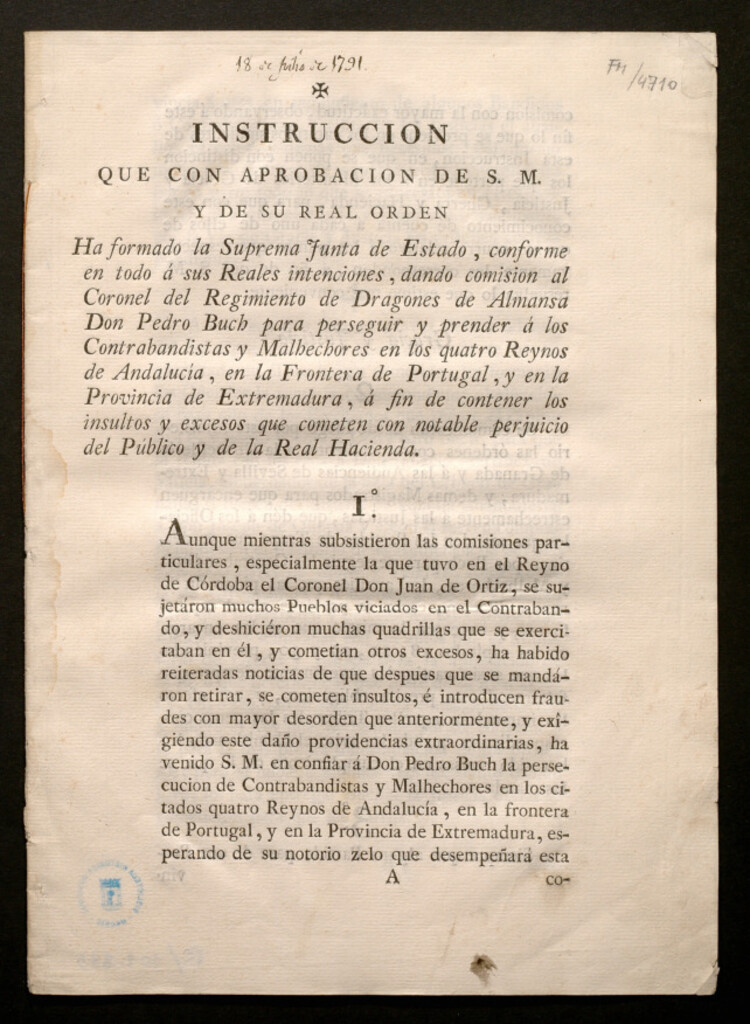 18 de Julio de 1791.
FM/4710
✠
INSTRUCCION
QUE CON APROBACION DE S. M.
Y DE SU REAL ORDEN
Ha formado la Suprema Junta de Estado, conforme
en todo á sus Reales intenciones, dando comision al
Coronel del Regimiento de Dragones de Almansa
Don Pedro Buch para perseguir y prender á los
Contrabandistas y Malhechores en los quatro Reynos
de Andalucía, en la Frontera de Portugal, y en la
Provincia de Extremadura, á fin de contener los
insultos y excesos que cometen con notable perjuicio
del Público y de la Real Hacienda.
I.º
Aunque mientras subsistieron las comisiones par-
ticulares, especialmente la que tuvo en el Reyno
de Córdoba el Coronel Don Juan de Ortiz, se su-
jetáron muchos Pueblos viciados en el Contraban-
do, y deshiciéron muchas quadrillas que se exerci-
taban en él, y cometian otros excesos, ha habido
reiteradas noticias de que despues que se mandá-
ron retirar, se cometen insultos, é introducen frau-
des con mayor desorden que anteriormente, y exî-
giendo este daño providencias extraordinarias, ha
venido S. M. en confiar á Don Pedro Buch la perse-
cucion de Contrabandistas y Malhechores en los ci-
tados quatro Reynos de Andalucía, en la frontera
de Portugal, y en la Provincia de Extremadura, es-
perando de su notorio zelo que desempeñará esta
A
co-